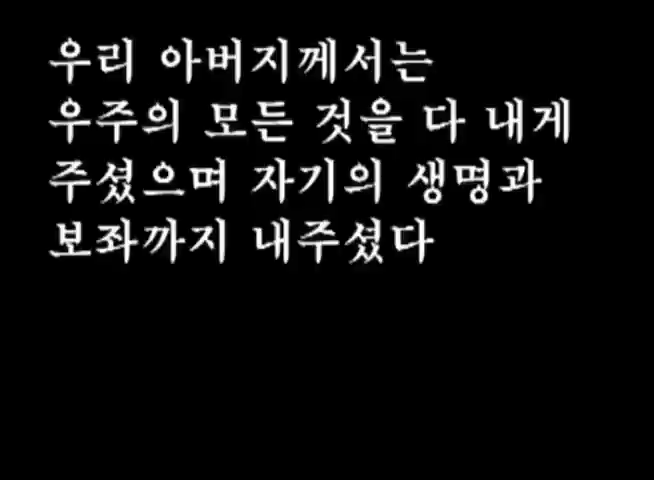 우리 아버지께서는
우주의 모든 것을 다 내게
주셨으며 자기의 생명과
보좌까지 내주셨다